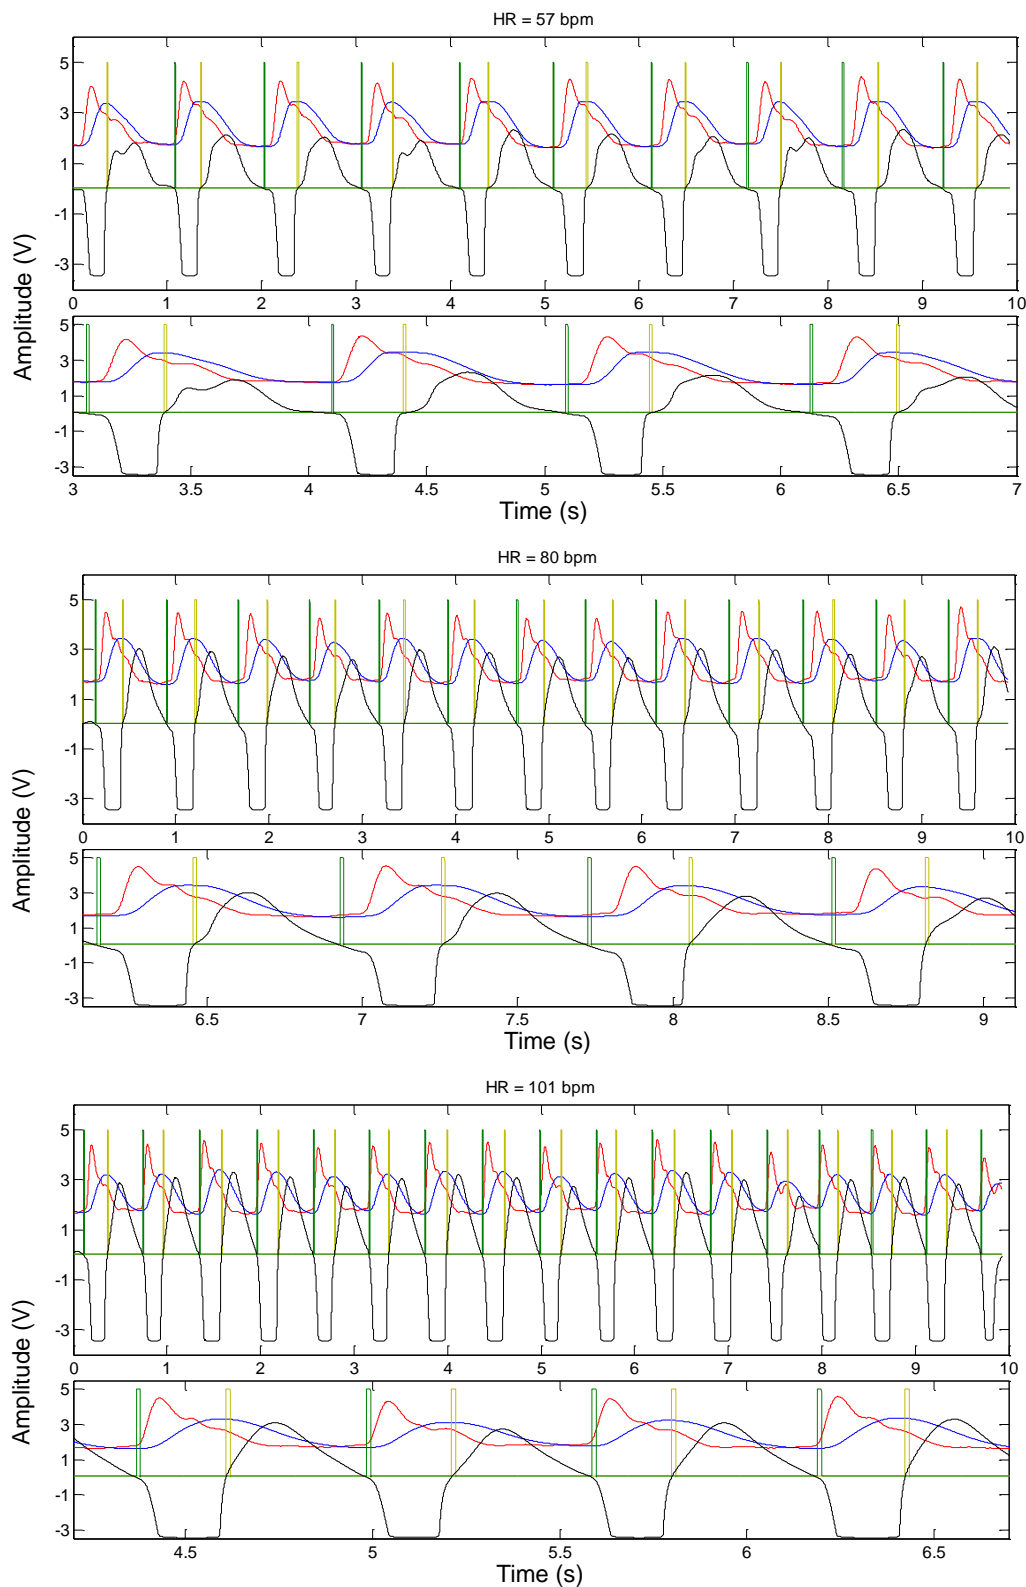 HR = 57 bpm
5
3
1
-1
-3
0 1 2 3 4 5 6 7 8 9 10
Amplitude (V)
5
3
1
-1
-3
3 3.5 4 4.5 5 5.5 6 6.5 7
Time (s)
HR = 80 bpm
5
3
1
-1
-3
0 1 2 3 4 5 6 7 8 9 10
Amplitude (V)
5
3
1
-1
-3
6.5 7 7.5 8 8.5 9
Time (s)
HR = 101 bpm
5
3
1
-1
-3
0 1 2 3 4 5 6 7 8 9 10
Amplitude (V)
5
3
1
-1
-3
4.5 5 5.5 6 6.5
Time (s)